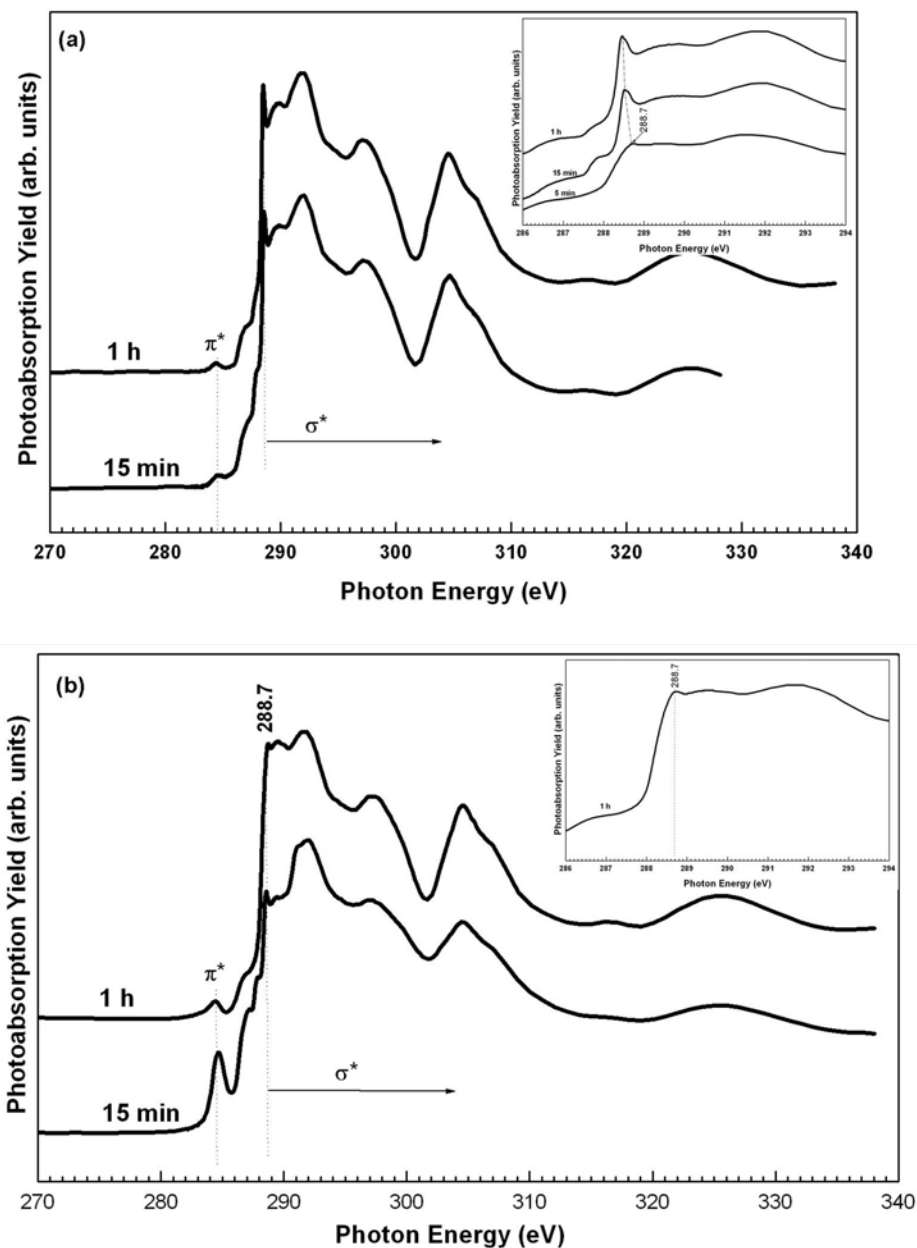 (a)
Photoabsorption Yield (arb. units)
1 h
π*
15 min
σ*
270 280 290 300 310 320 330 340
Photon Energy (eV)
Photoabsorption Yield (arb. units)
288.7
1 h
15 min
5 min
286 287 288 289 290 291 292 293 294
Photon Energy (eV)
(b)
Photoabsorption Yield (arb. units)
288.7
1 h
π*
15 min
σ*
270 280 290 300 310 320 330 340
Photon Energy (eV)
Photoabsorption Yield (arb. units)
288.7
1 h
286 287 288 289 290 291 292 293 294
Photon Energy (eV)